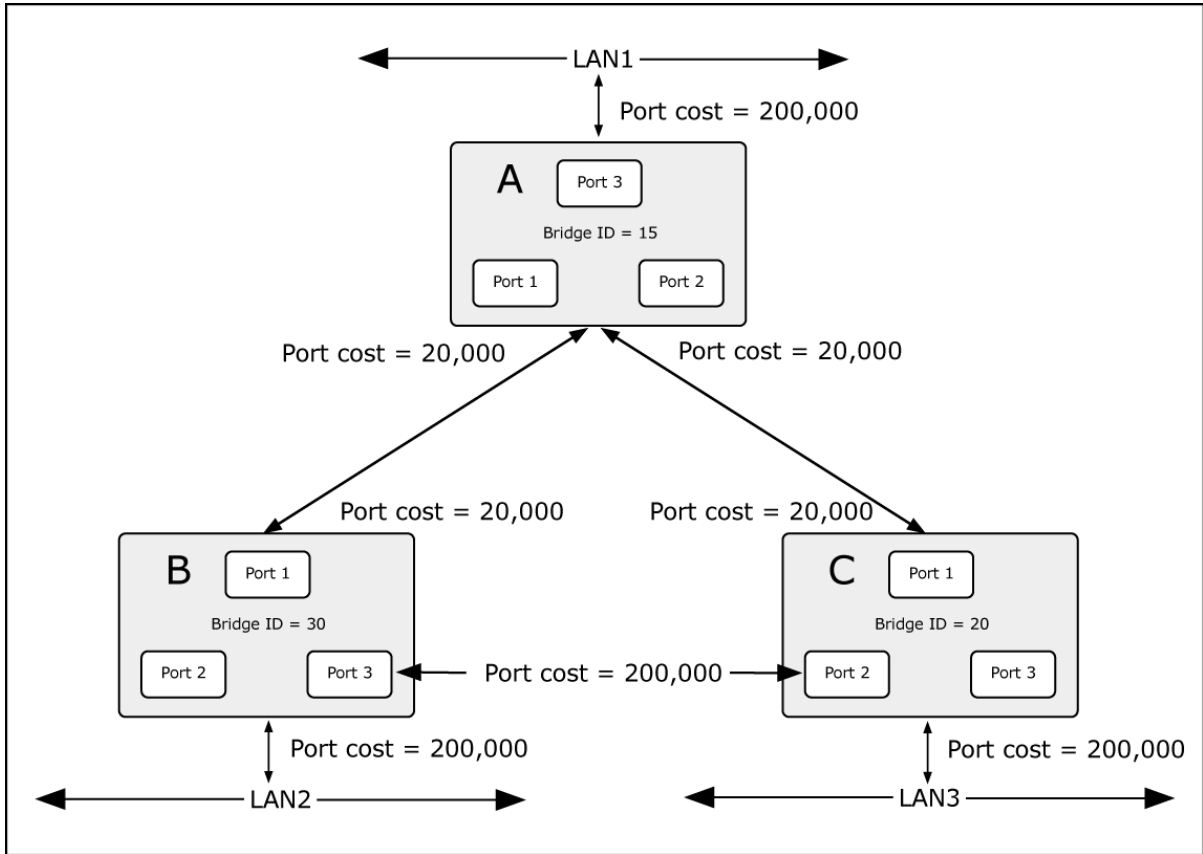 LAN1
Port cost = 200,000
A
Port 3
Bridge ID = 15
Port 1
Port 2
Port cost = 20,000
Port cost = 20,000
Port cost = 20,000
Port cost = 20,000
B
Port 1
Bridge ID = 30
Port 2
Port 3
C
Port 1
Bridge ID = 20
Port 2
Port 3
Port cost = 200,000
Port cost = 200,000
LAN2
Port cost = 200,000
LAN3